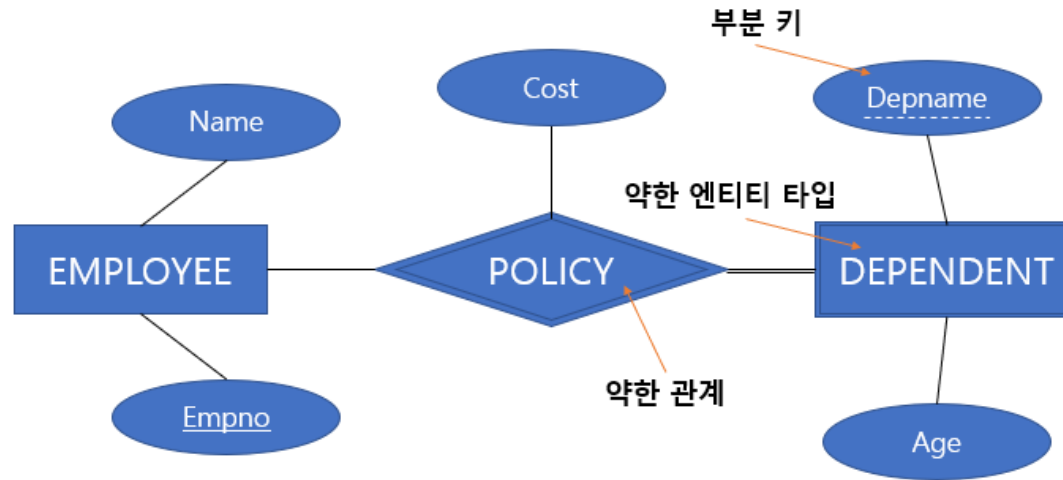 부분 키
Cost
Depname
Name
약한 엔티티 타입
EMPLOYEE
POLICY
DEPENDENT
약한 관계
Empno
Age